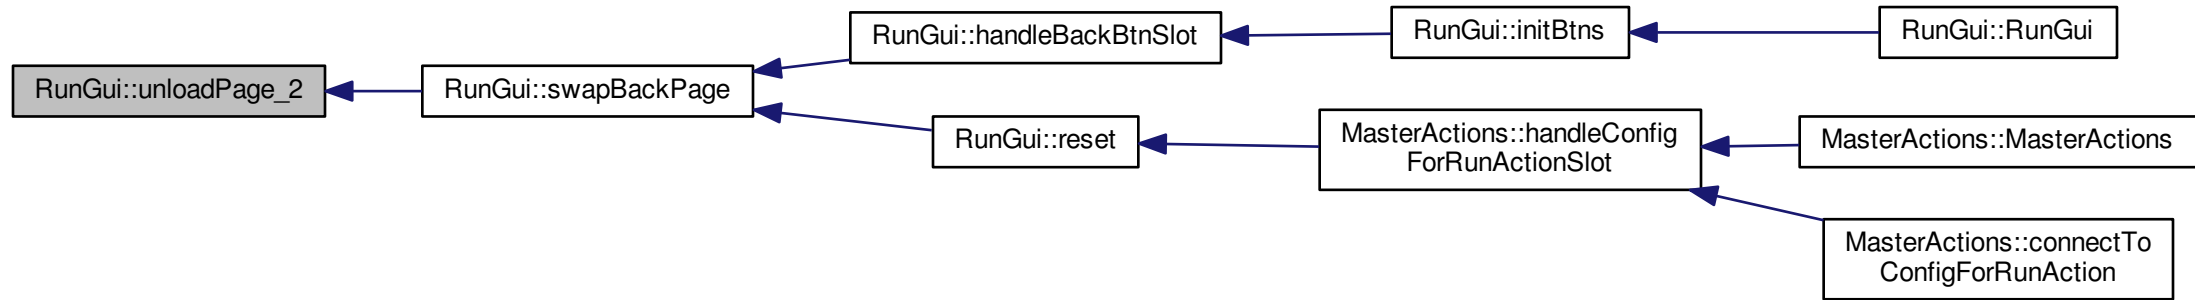 RunGui::unloadPage_2
RunGui::swapBackPage
RunGui::handleBackBtnSlot
RunGui::initBtns
RunGui::RunGui
RunGui::reset
MasterActions::handleConfig
ForRunActionSlot
MasterActions::MasterActions
MasterActions::connectTo
ConfigForRunAction